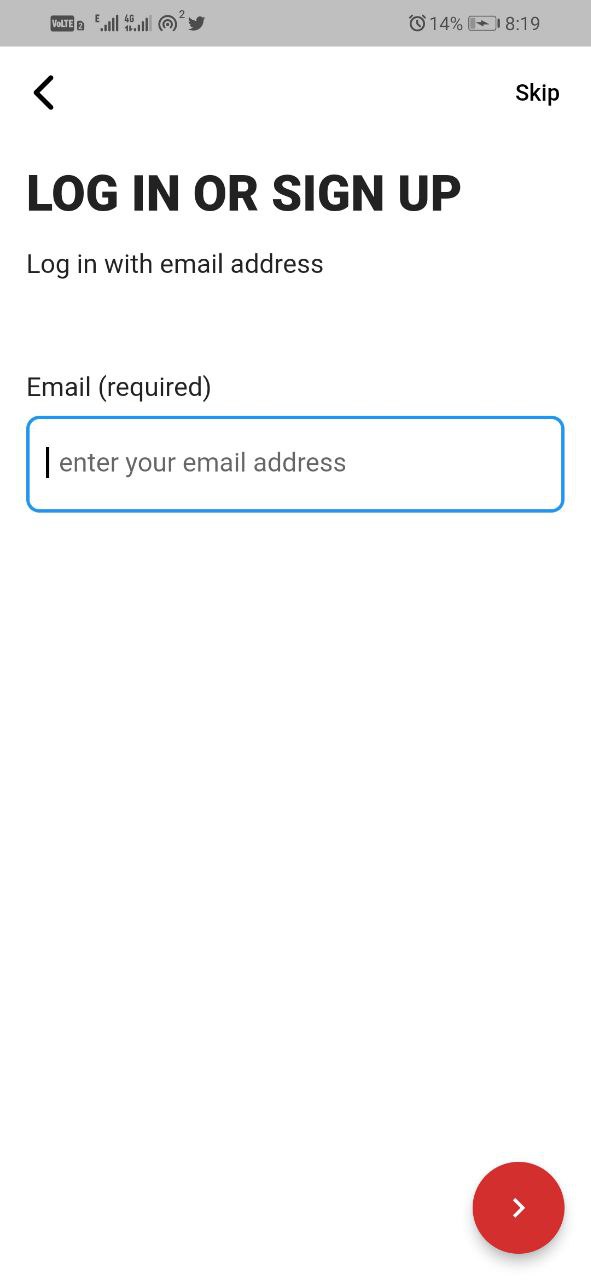 VoLTE 2 E 4G 2 14% 8:19
Skip
LOG IN OR SIGN UP
Log in with email address
Email (required)
enter your email address